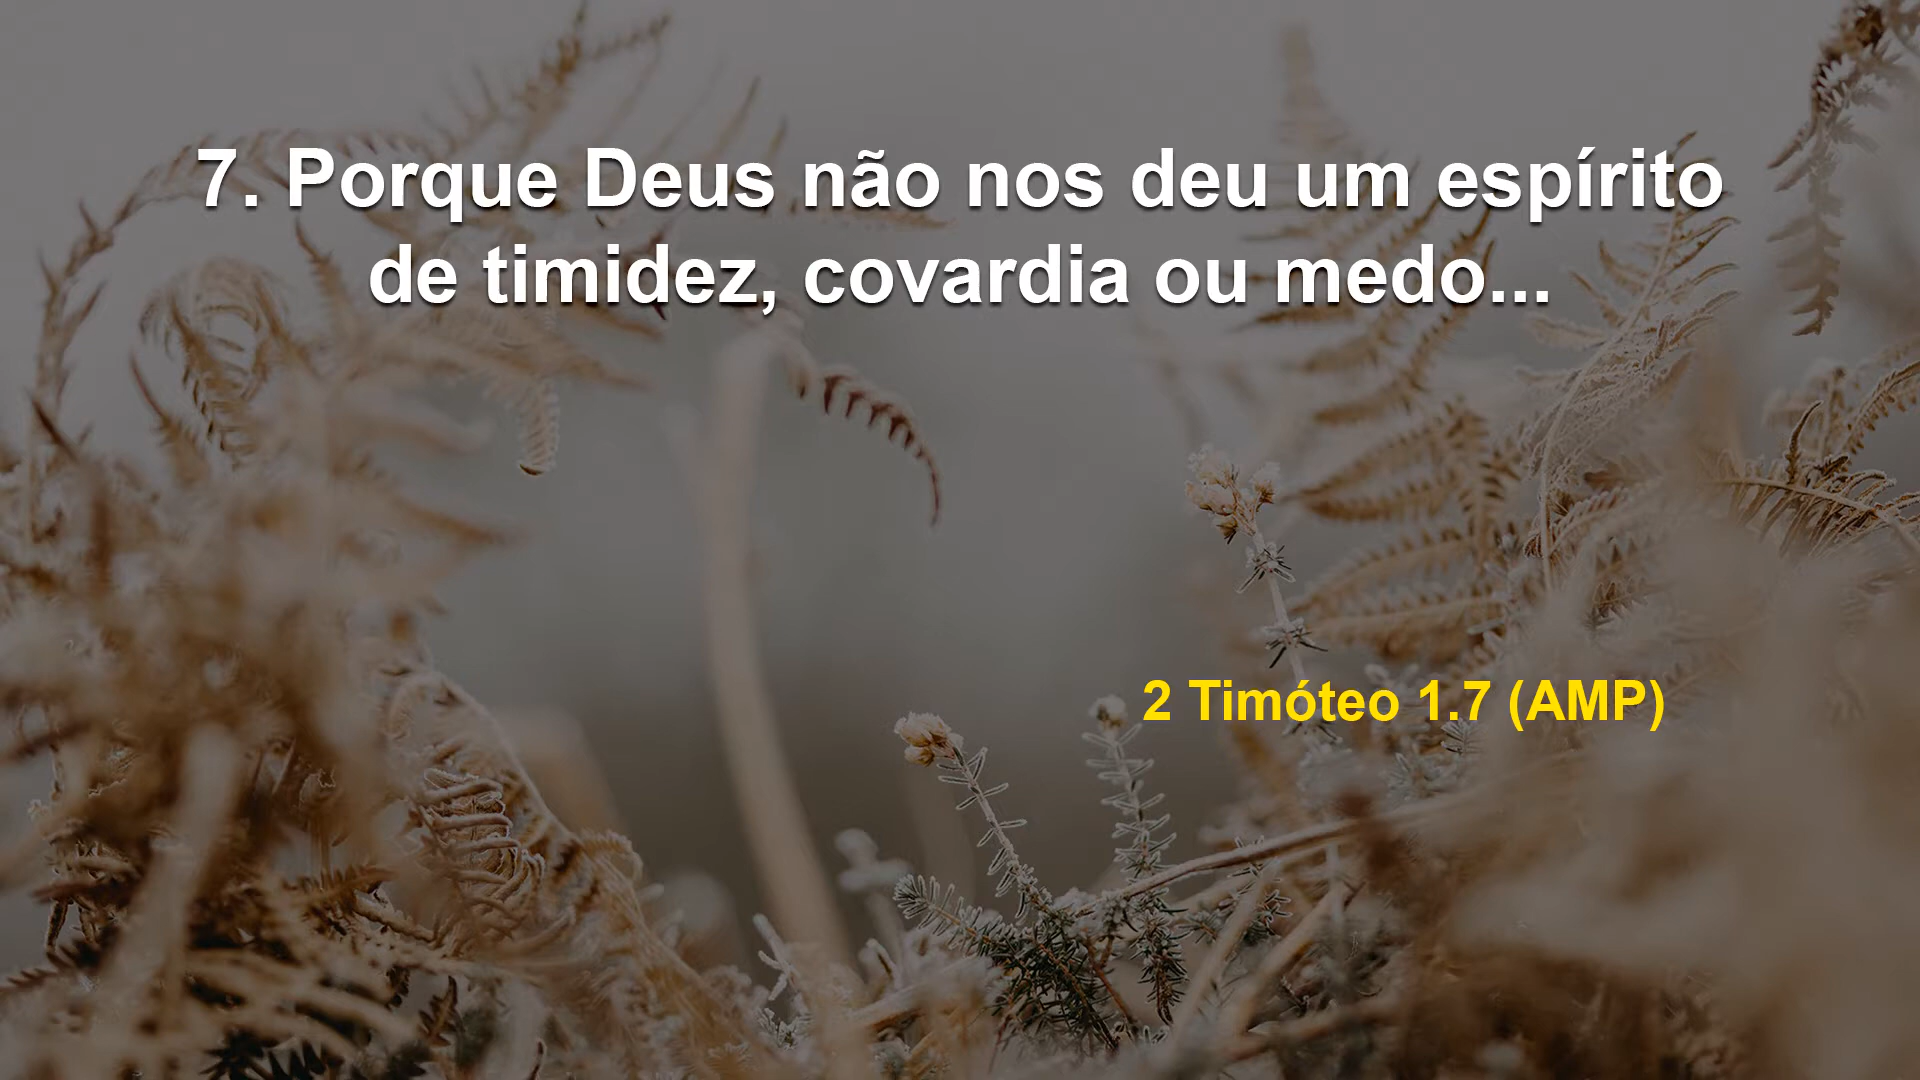 7. Porque Deus não nos deu um espírito
de timidez, covardia ou medo...
2 Timóteo 1.7 (AMP)